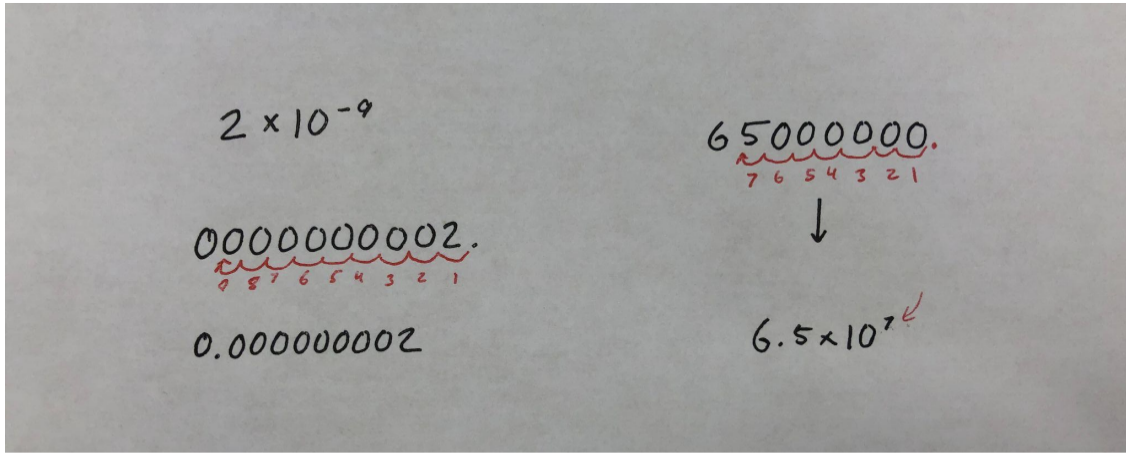 2 × 10⁻⁹
0000000002.
9 8 7 6 5 4 3 2 1
0.000000002
65000000.
7 6 5 4 3 2 1
↓
6.5 × 10⁷